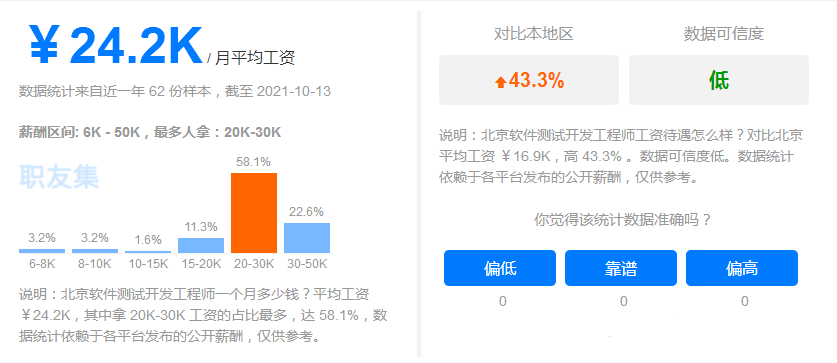 ￥24.2K / 月平均工资
数据统计来自近一年 62 份样本，截至 2021-10-13
薪酬区间: 6K - 50K，最多人拿：20K-30K
职友集
3.2% 3.2% 1.6% 11.3% 58.1% 22.6%
6-8K 8-10K 10-15K 15-20K 20-30K 30-50K
说明：北京软件测试开发工程师一个月多少钱？平均工资
￥24.2K，其中拿 20K-30K 工资的占比最多，达 58.1%，数
据统计依赖于各平台发布的公开薪酬，仅供参考。
对比本地区 数据可信度
43.3% 低
说明：北京软件测试开发工程师工资待遇怎么样？对比北京
平均工资 ￥16.9K，高 43.3% 。数据可信度低。数据统计
依赖于各平台发布的公开薪酬，仅供参考。
你觉得该统计数据准确吗？
偏低 靠谱 偏高
0 0 0